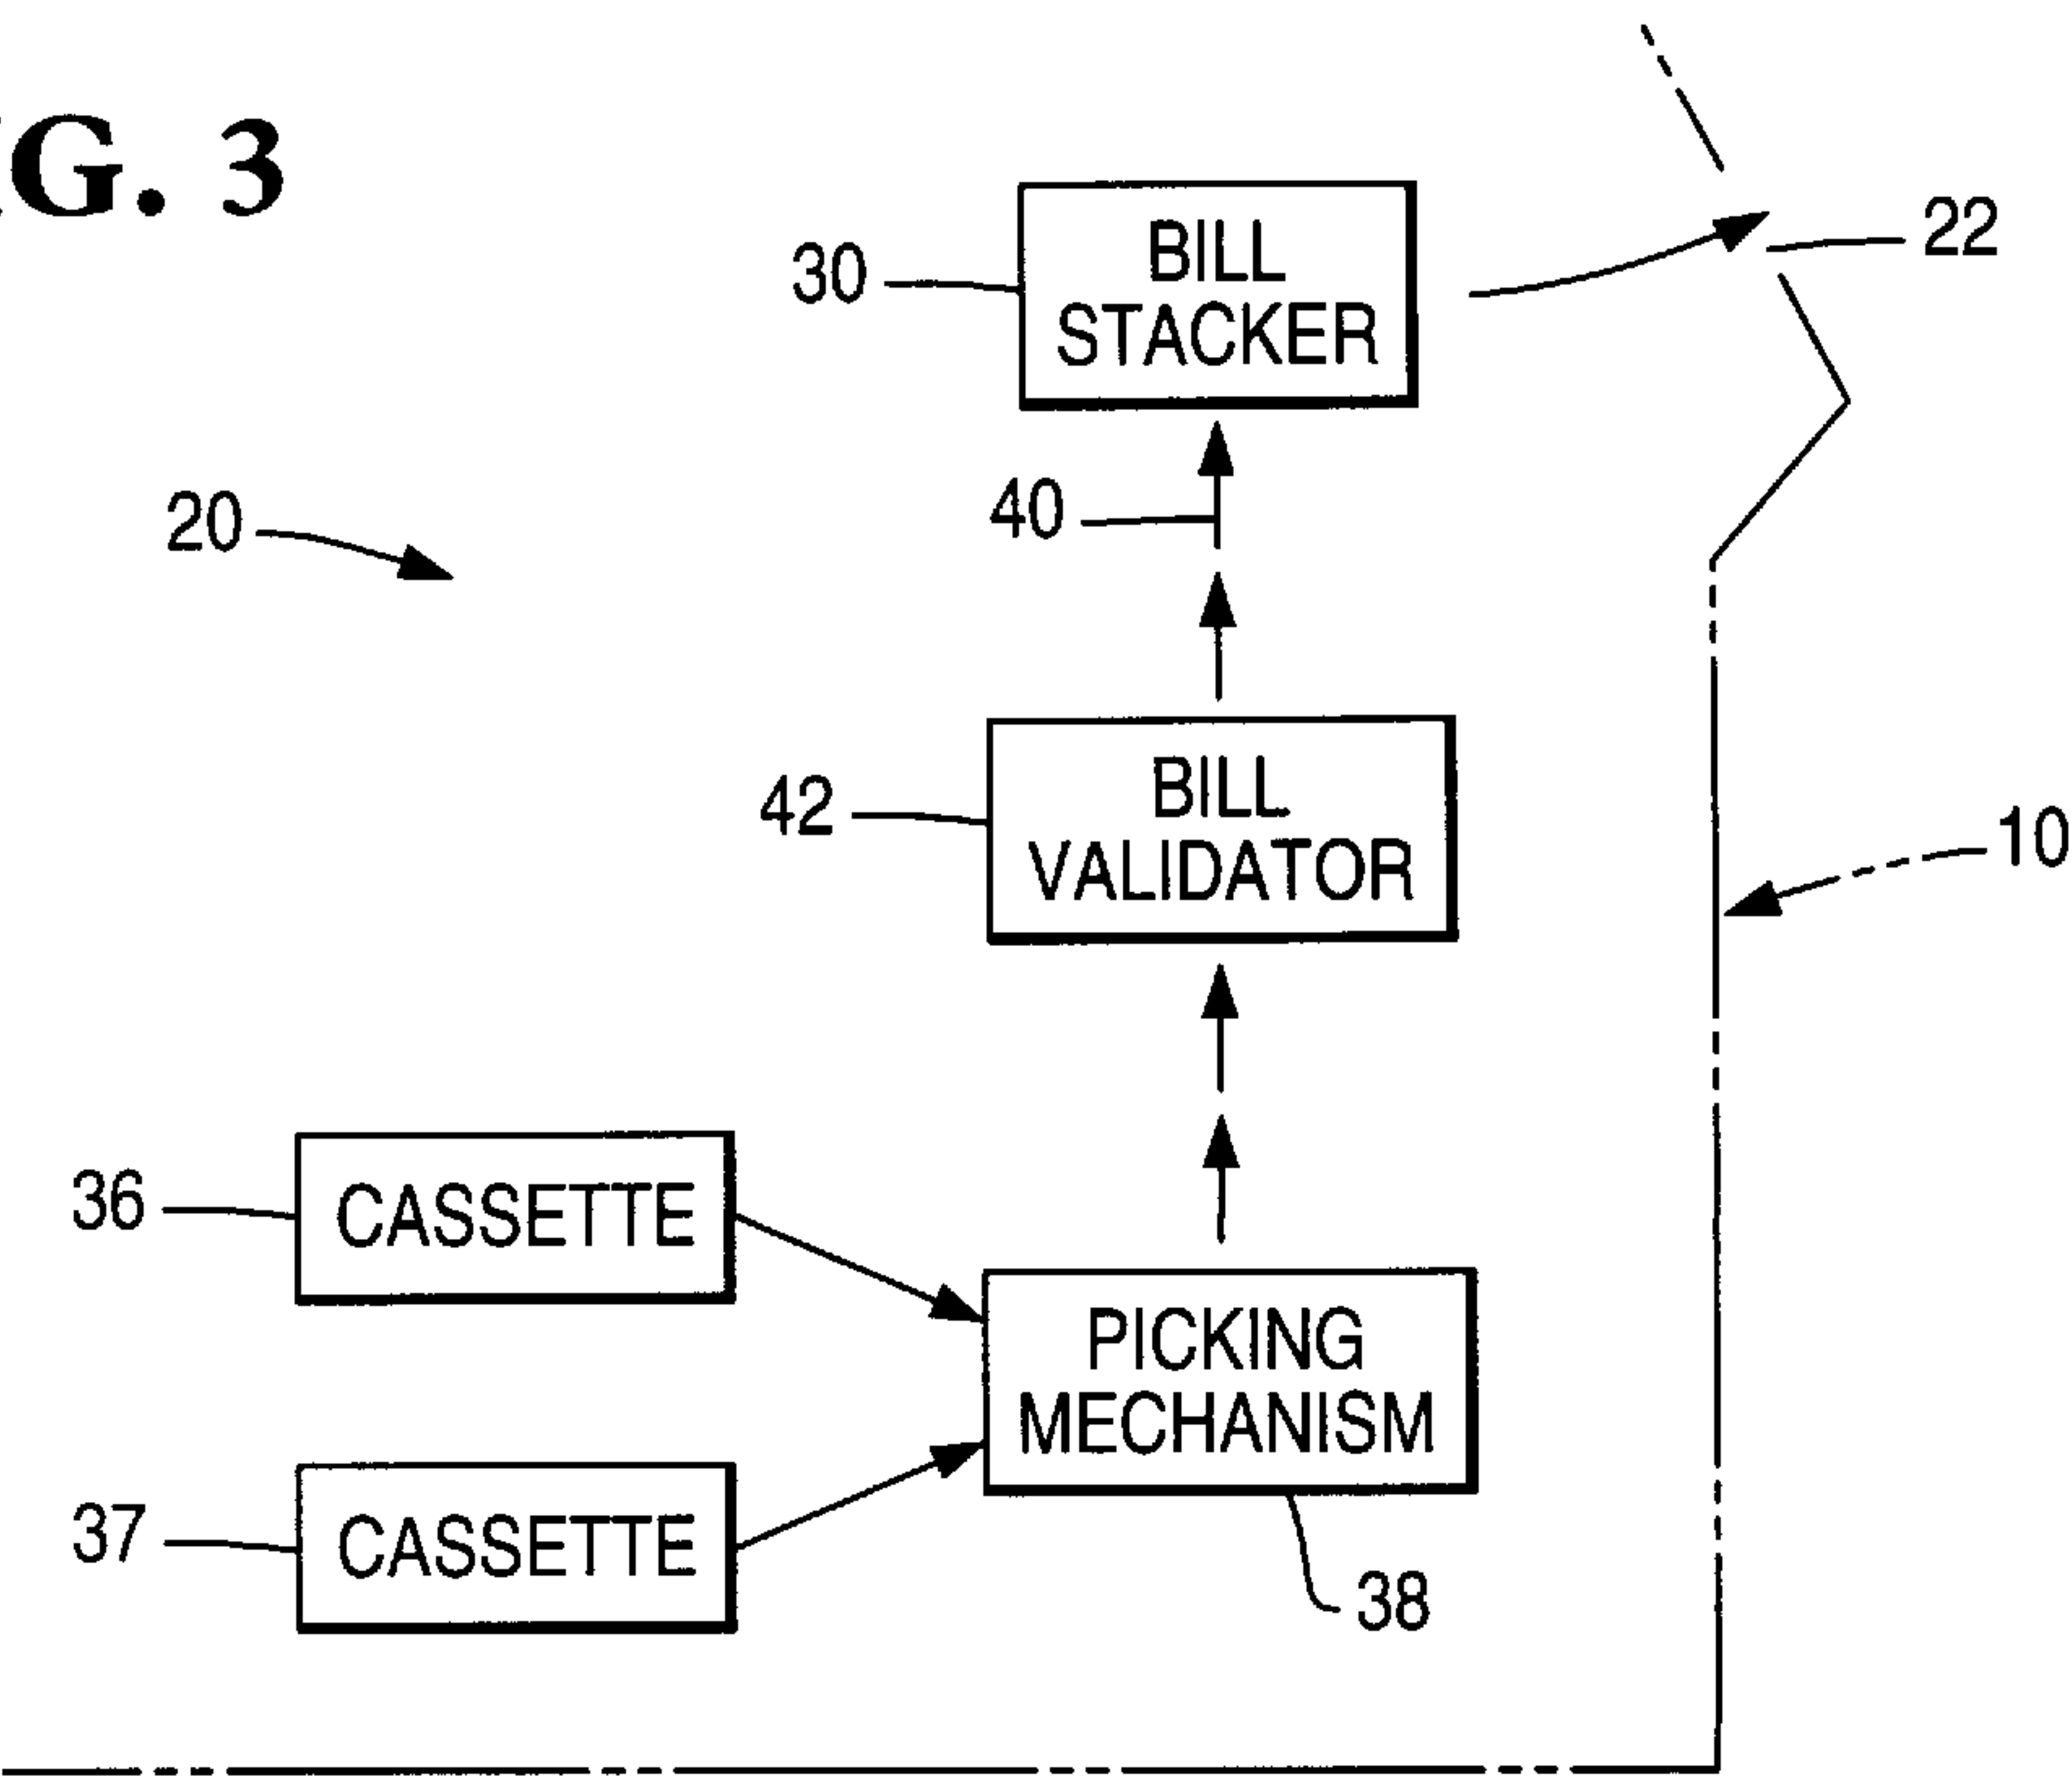 G. 3
BILL
STACKER
30
22
40
20
BILL
VALIDATOR
42
10
36
CASSETTE
PICKING
MECHANISM
37
CASSETTE
38